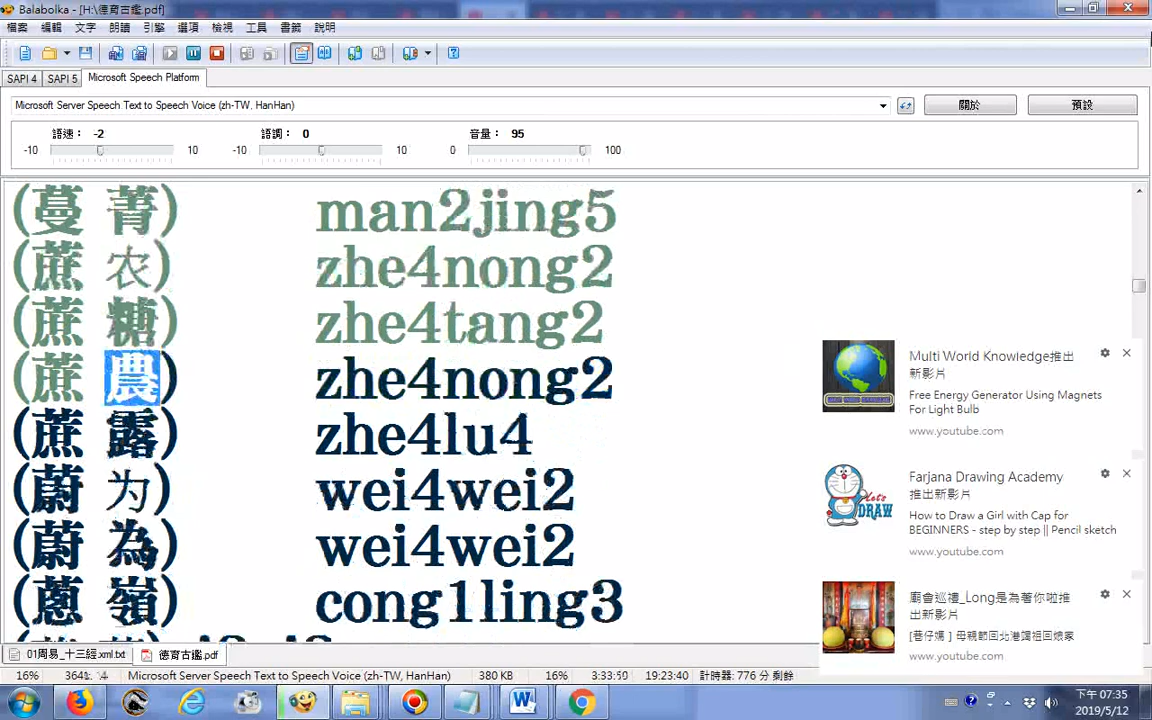 Balabolka - [H:\德育古鑑.pdf]
檔案 編輯 文字 朗讀 引擎 選項 檢視 工具 書籤 說明
SAPI 4 SAPI 5 Microsoft Speech Platform
Microsoft Server Speech Text to Speech Voice (zh-TW, HanHan) 關於 預設
語速： -2 語調： 0 音量： 95
-10 10 -10 10 0 100
(蔓 菁) man2jing5
(蔗 农) zhe4nong2
(蔗 糖) zhe4tang2
(蔗 農) zhe4nong2
(蔗 露) zhe4lu4
(蔚 为) wei4wei2
(蔚 為) wei4wei2
(蔥 嶺) cong1ling3
Multi World Knowledge推出
新影片
Free Energy Generator Using Magnets
For Light Bulb
www.youtube.com
Farjana Drawing Academy
推出新影片
How to Draw a Girl with Cap for
BEGINNERS - step by step || Pencil sketch
www.youtube.com
廟會巡禮_Long是為著你啦推
出新影片
[巷仔媽] 母親節回北港媽祖回娘家
www.youtube.com
01周易_十三經.xml.txt 德育古鑑.pdf
16% Microsoft Server Speech Text to Speech Voice (zh-TW, HanHan) 380 KB 16% 3:33:59 19:23:40 計時器: 776 分 剩餘
下午 07:35
2019/5/12